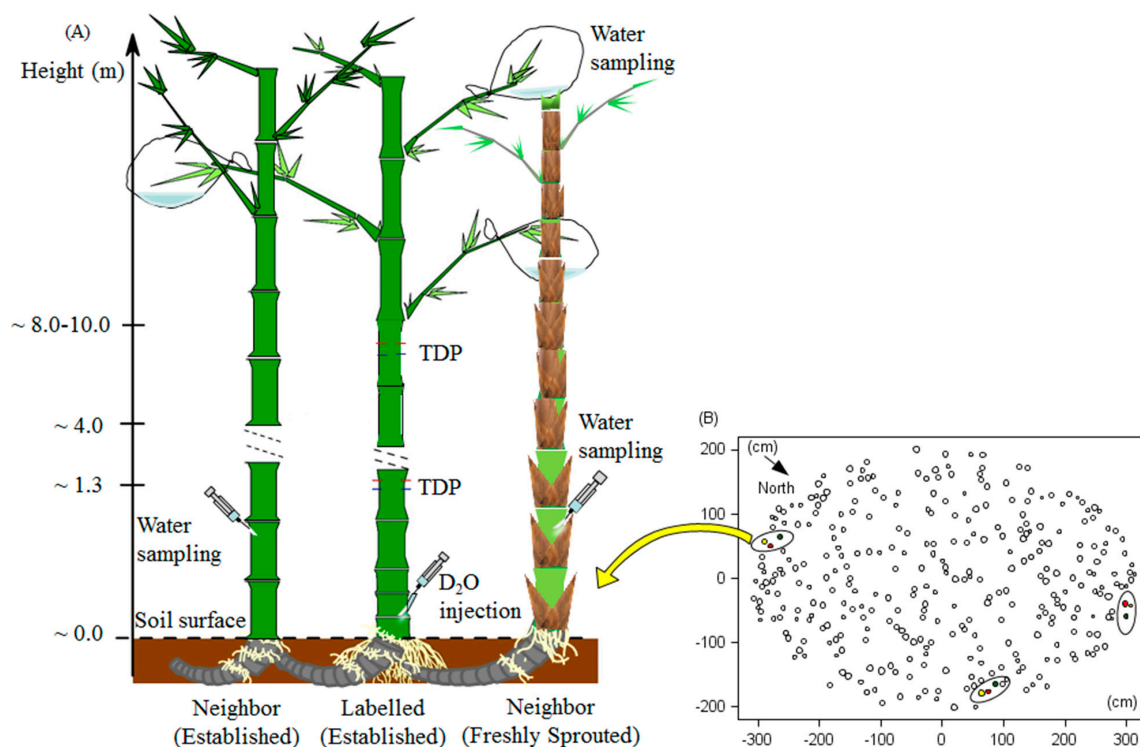 (A)
Height (m)
~ 8.0-10.0
~ 4.0
~ 1.3
~ 0.0
Water
sampling
Water
sampling
Water
sampling
TDP
TDP
D₂O
injection
Soil surface
Neighbor
(Established)
Labelled
(Established)
Neighbor
(Freshly Sprouted)
(B)
(cm)
North
200
100
0
-100
-200
-300
-200
-100
0
100
200
300
(cm)